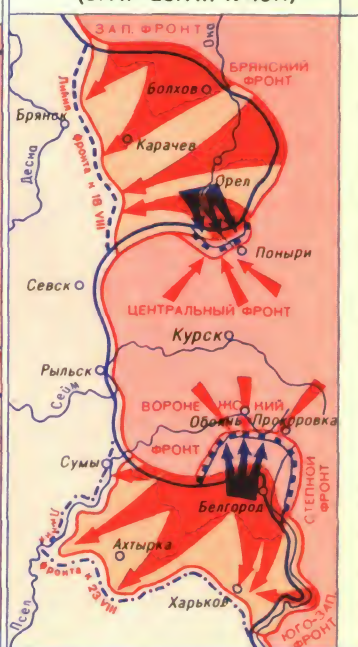 ЗАП. ФРОНТ
Ока
БРЯНСКИЙ
ФРОНТ
Болхов
Брянск
Карачев
Десна
Линия
фронта к 18 VIII
Орел
Поныри
Севск
ЦЕНТРАЛЬНЫЙ ФРОНТ
Курск
Рыльск
Сейм
ВОРОНЕЖСКИЙ
Обоянь
Прохоровка
ФРОНТ
Сумы
СТЕПНОЙ
ФРОНТ
Белгород
Линия
фронта к 23 VIII
Ахтырка
Псел
Харьков
ЮГО-ЗАП.
ФРОНТ